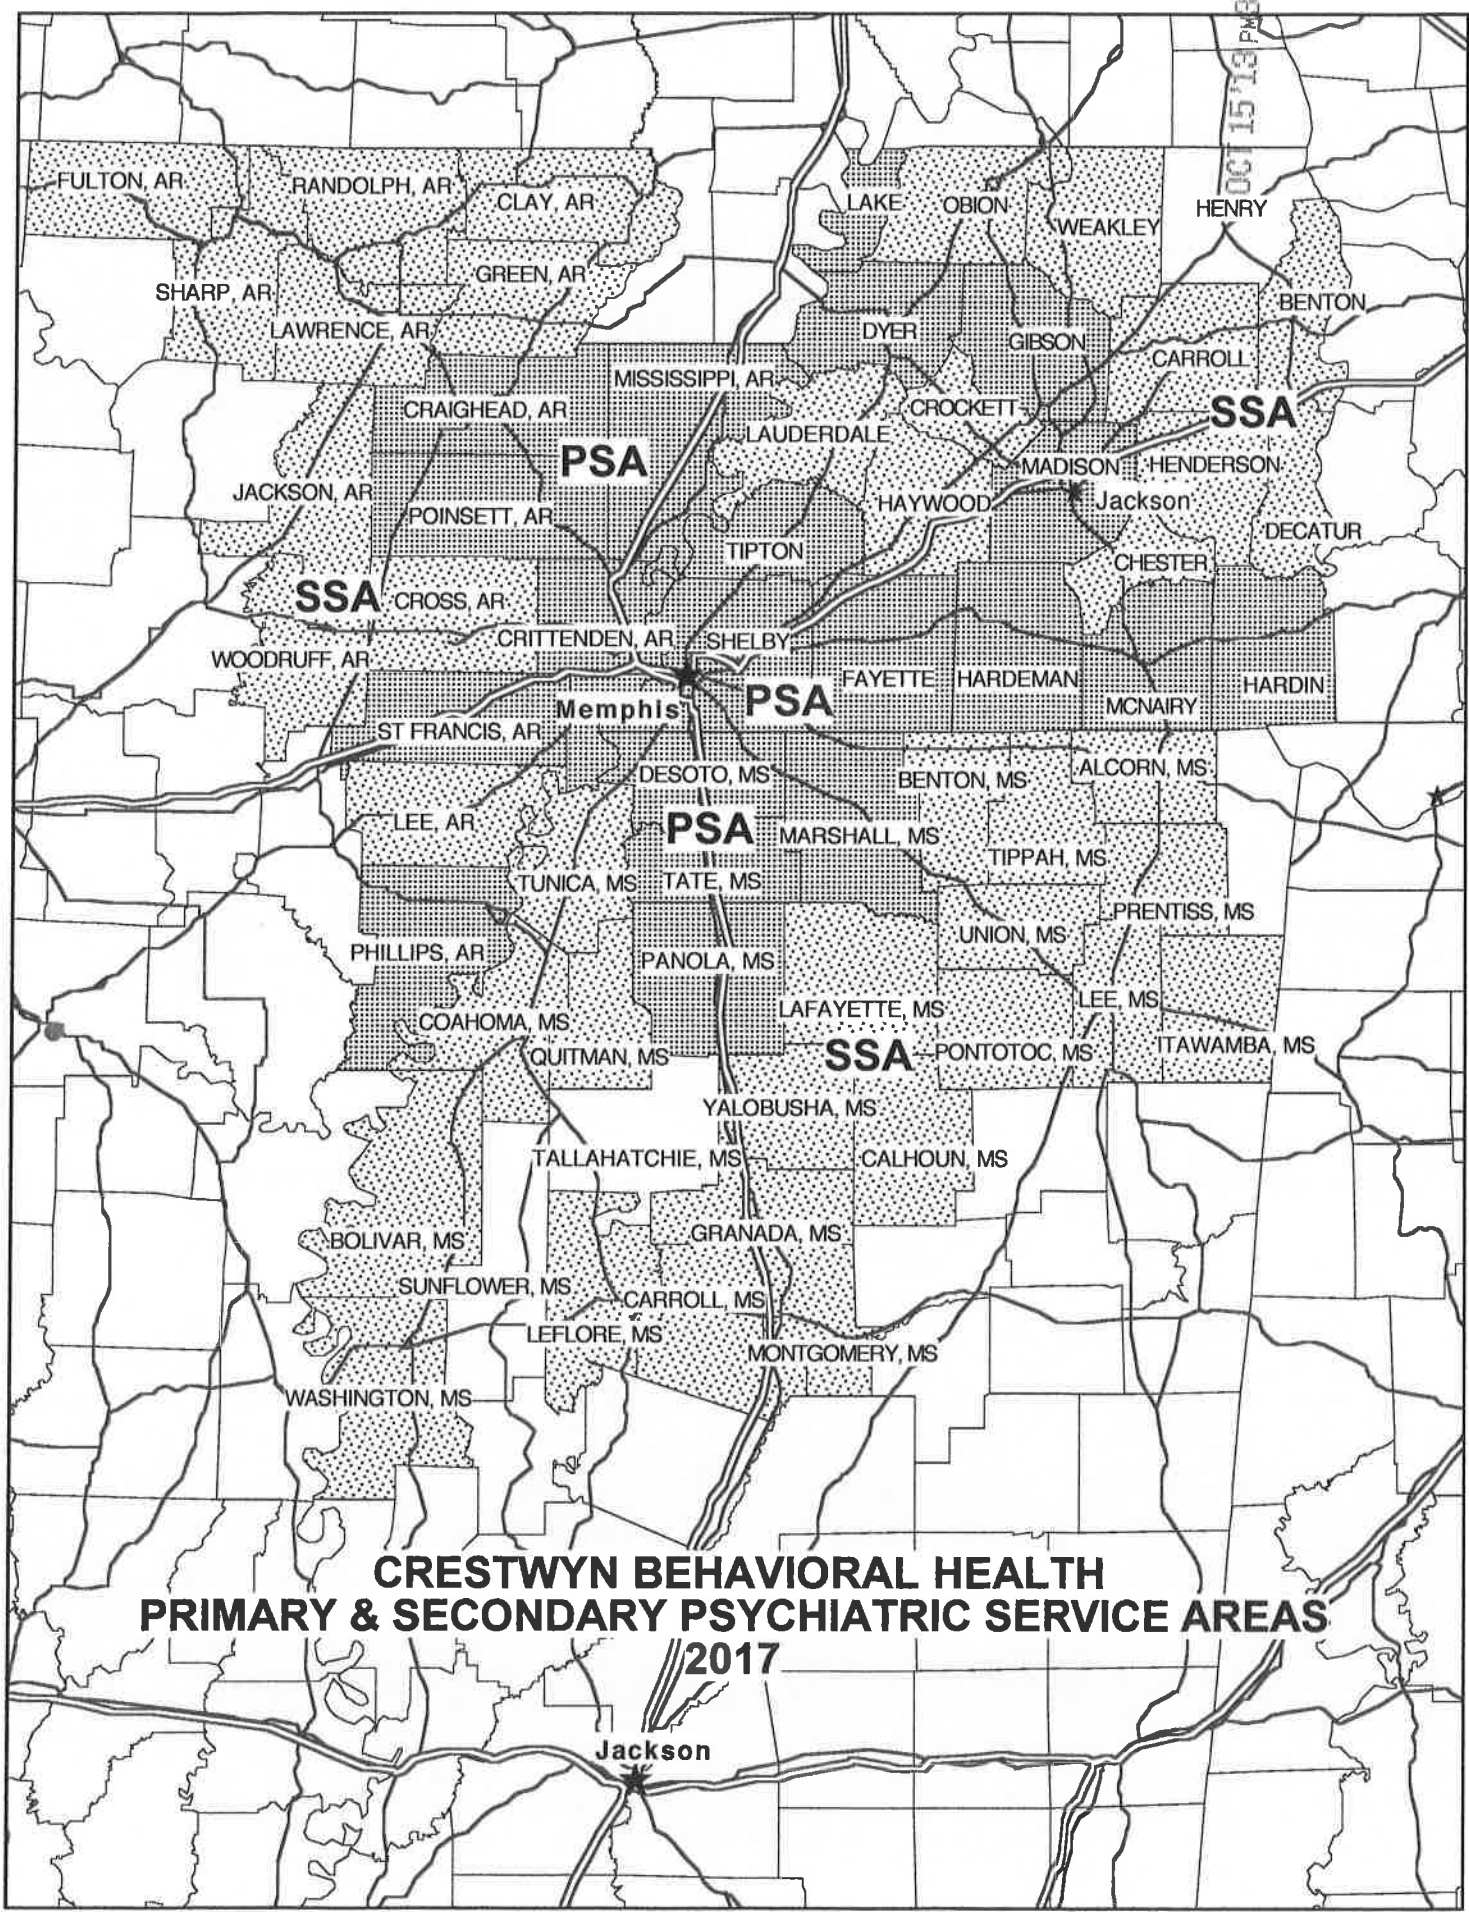 OCT 15 '13 PM3
FULTON, AR
RANDOLPH, AR
CLAY, AR
LAKE
OBION
WEAKLEY
HENRY
SHARP, AR
GREEN, AR
BENTON
LAWRENCE, AR
DYER
GIBSON
CARROLL
MISSISSIPPI, AR
CRAIGHEAD, AR
CROCKETT
SSA
LAUDERDALE
PSA
MADISON
HENDERSON
JACKSON, AR
HAYWOOD
Jackson
POINSETT, AR
DECATUR
TIPTON
CHESTER
SSA
CROSS, AR
CRITTENDEN, AR
SHELBY
WOODRUFF, AR
FAYETTE
HARDEMAN
HARDIN
PSA
Memphis
MCNAIRY
ST FRANCIS, AR
DESOTO, MS
BENTON, MS
ALCORN, MS
LEE, AR
PSA
MARSHALL, MS
TIPPAH, MS
TUNICA, MS
TATE, MS
PRENTISS, MS
UNION, MS
PHILLIPS, AR
PANOLA, MS
LEE, MS
LAFAYETTE, MS
COAHOMA, MS
ITAWAMBA, MS
QUITMAN, MS
SSA
PONTOTOC, MS
YALOBUSHA, MS
TALLAHATCHIE, MS
CALHOUN, MS
BOLIVAR, MS
GRANADA, MS
SUNFLOWER, MS
CARROLL, MS
LEFLORE, MS
MONTGOMERY, MS
WASHINGTON, MS
CRESTWYN BEHAVIORAL HEALTH
PRIMARY & SECONDARY PSYCHIATRIC SERVICE AREAS
2017
Jackson